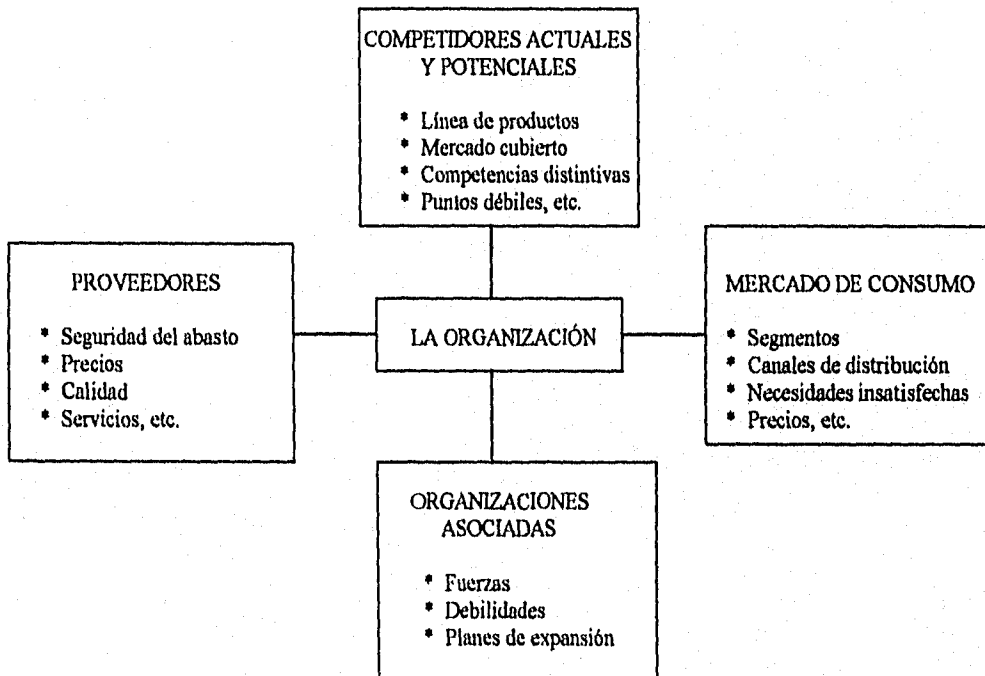 COMPETIDORES ACTUALES
Y POTENCIALES
* Línea de productos
* Mercado cubierto
* Competencias distintivas
* Puntos débiles, etc.
PROVEEDORES
* Seguridad del abasto
* Precios
* Calidad
* Servicios, etc.
LA ORGANIZACIÓN
MERCADO DE CONSUMO
* Segmentos
* Canales de distribución
* Necesidades insatisfechas
* Precios, etc.
ORGANIZACIONES
ASOCIADAS
* Fuerzas
* Debilidades
* Planes de expansión